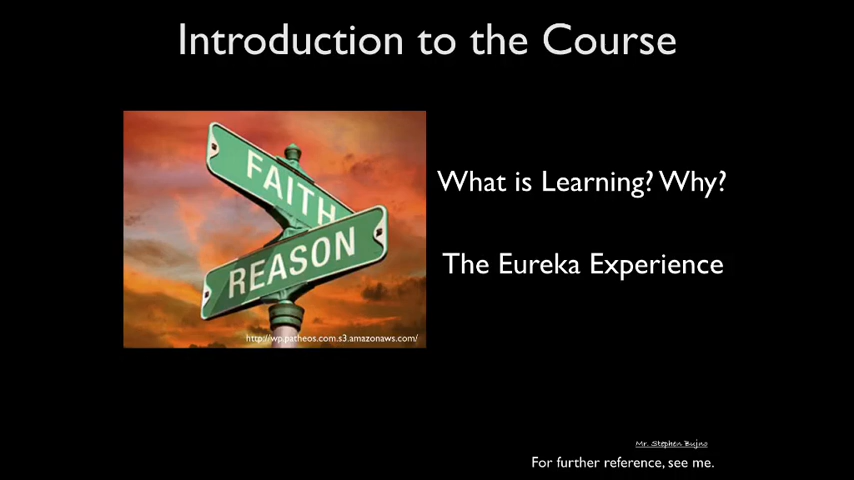 Introduction to the Course
FAITH
REASON
http://wp.patheos.com.s3.amazonaws.com/
What is Learning? Why?
The Eureka Experience
Mr. Stephen Bujno
For further reference, see me.